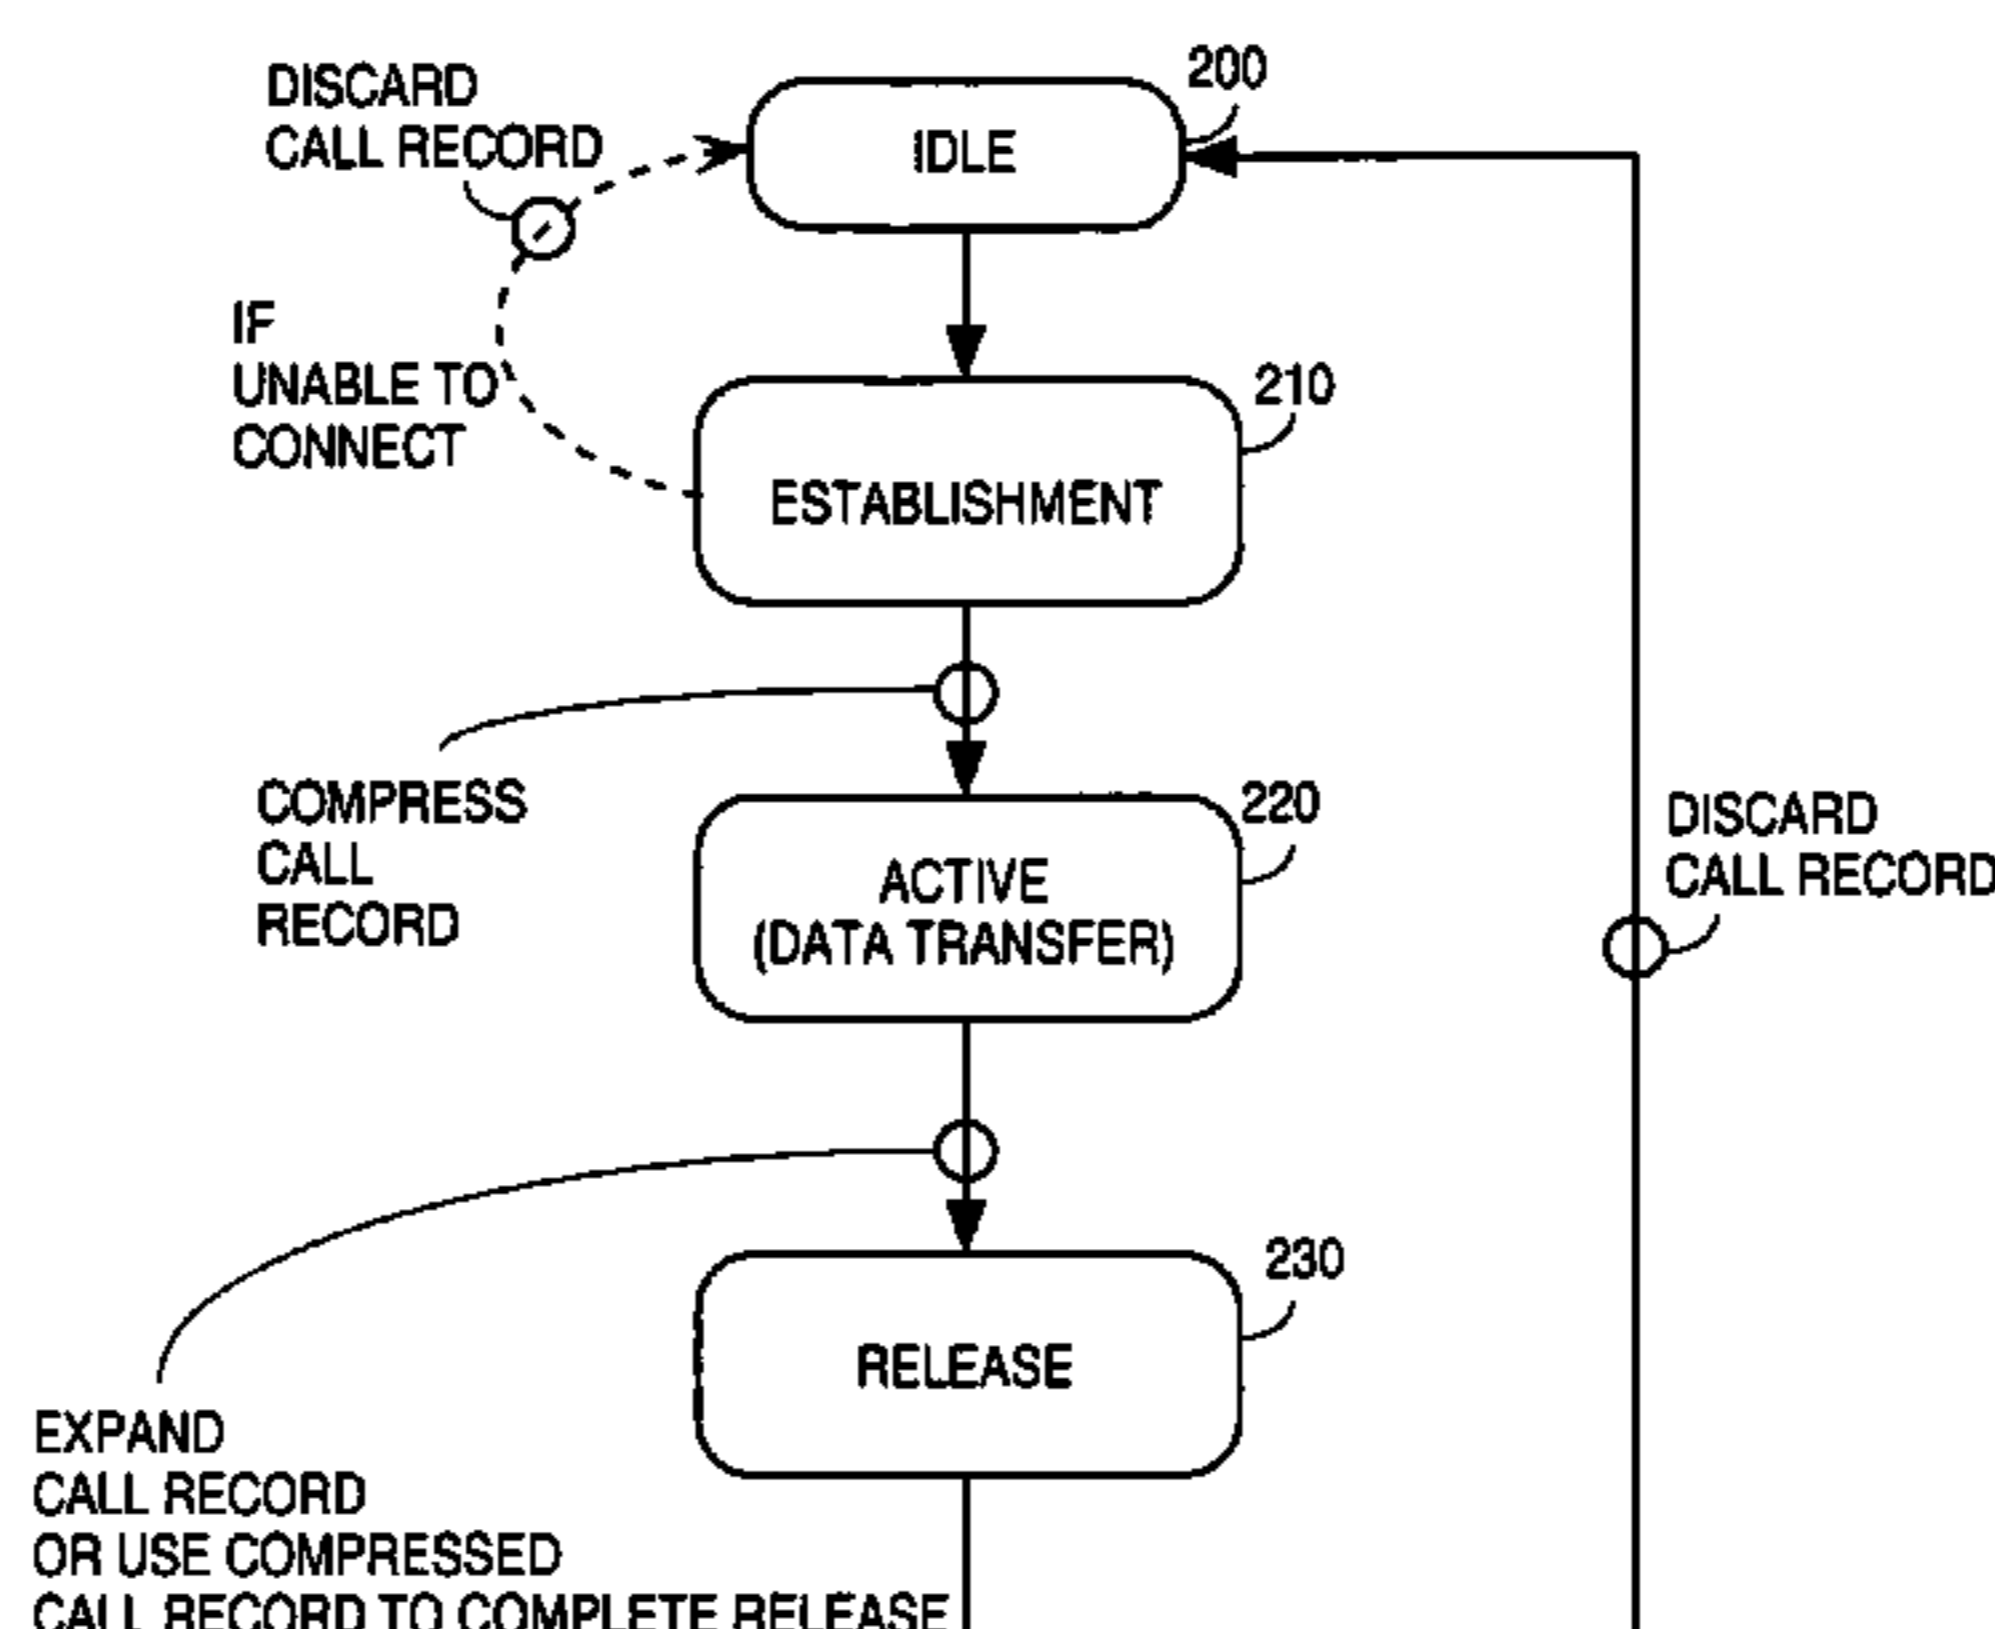 DISCARD
CALL RECORD
200
IDLE
IF
UNABLE TO
CONNECT
210
ESTABLISHMENT
COMPRESS
CALL
RECORD
220
ACTIVE
(DATA TRANSFER)
DISCARD
CALL RECORD
230
RELEASE
EXPAND
CALL RECORD
OR USE COMPRESSED
CALL RECORD TO COMPLETE RELEASE